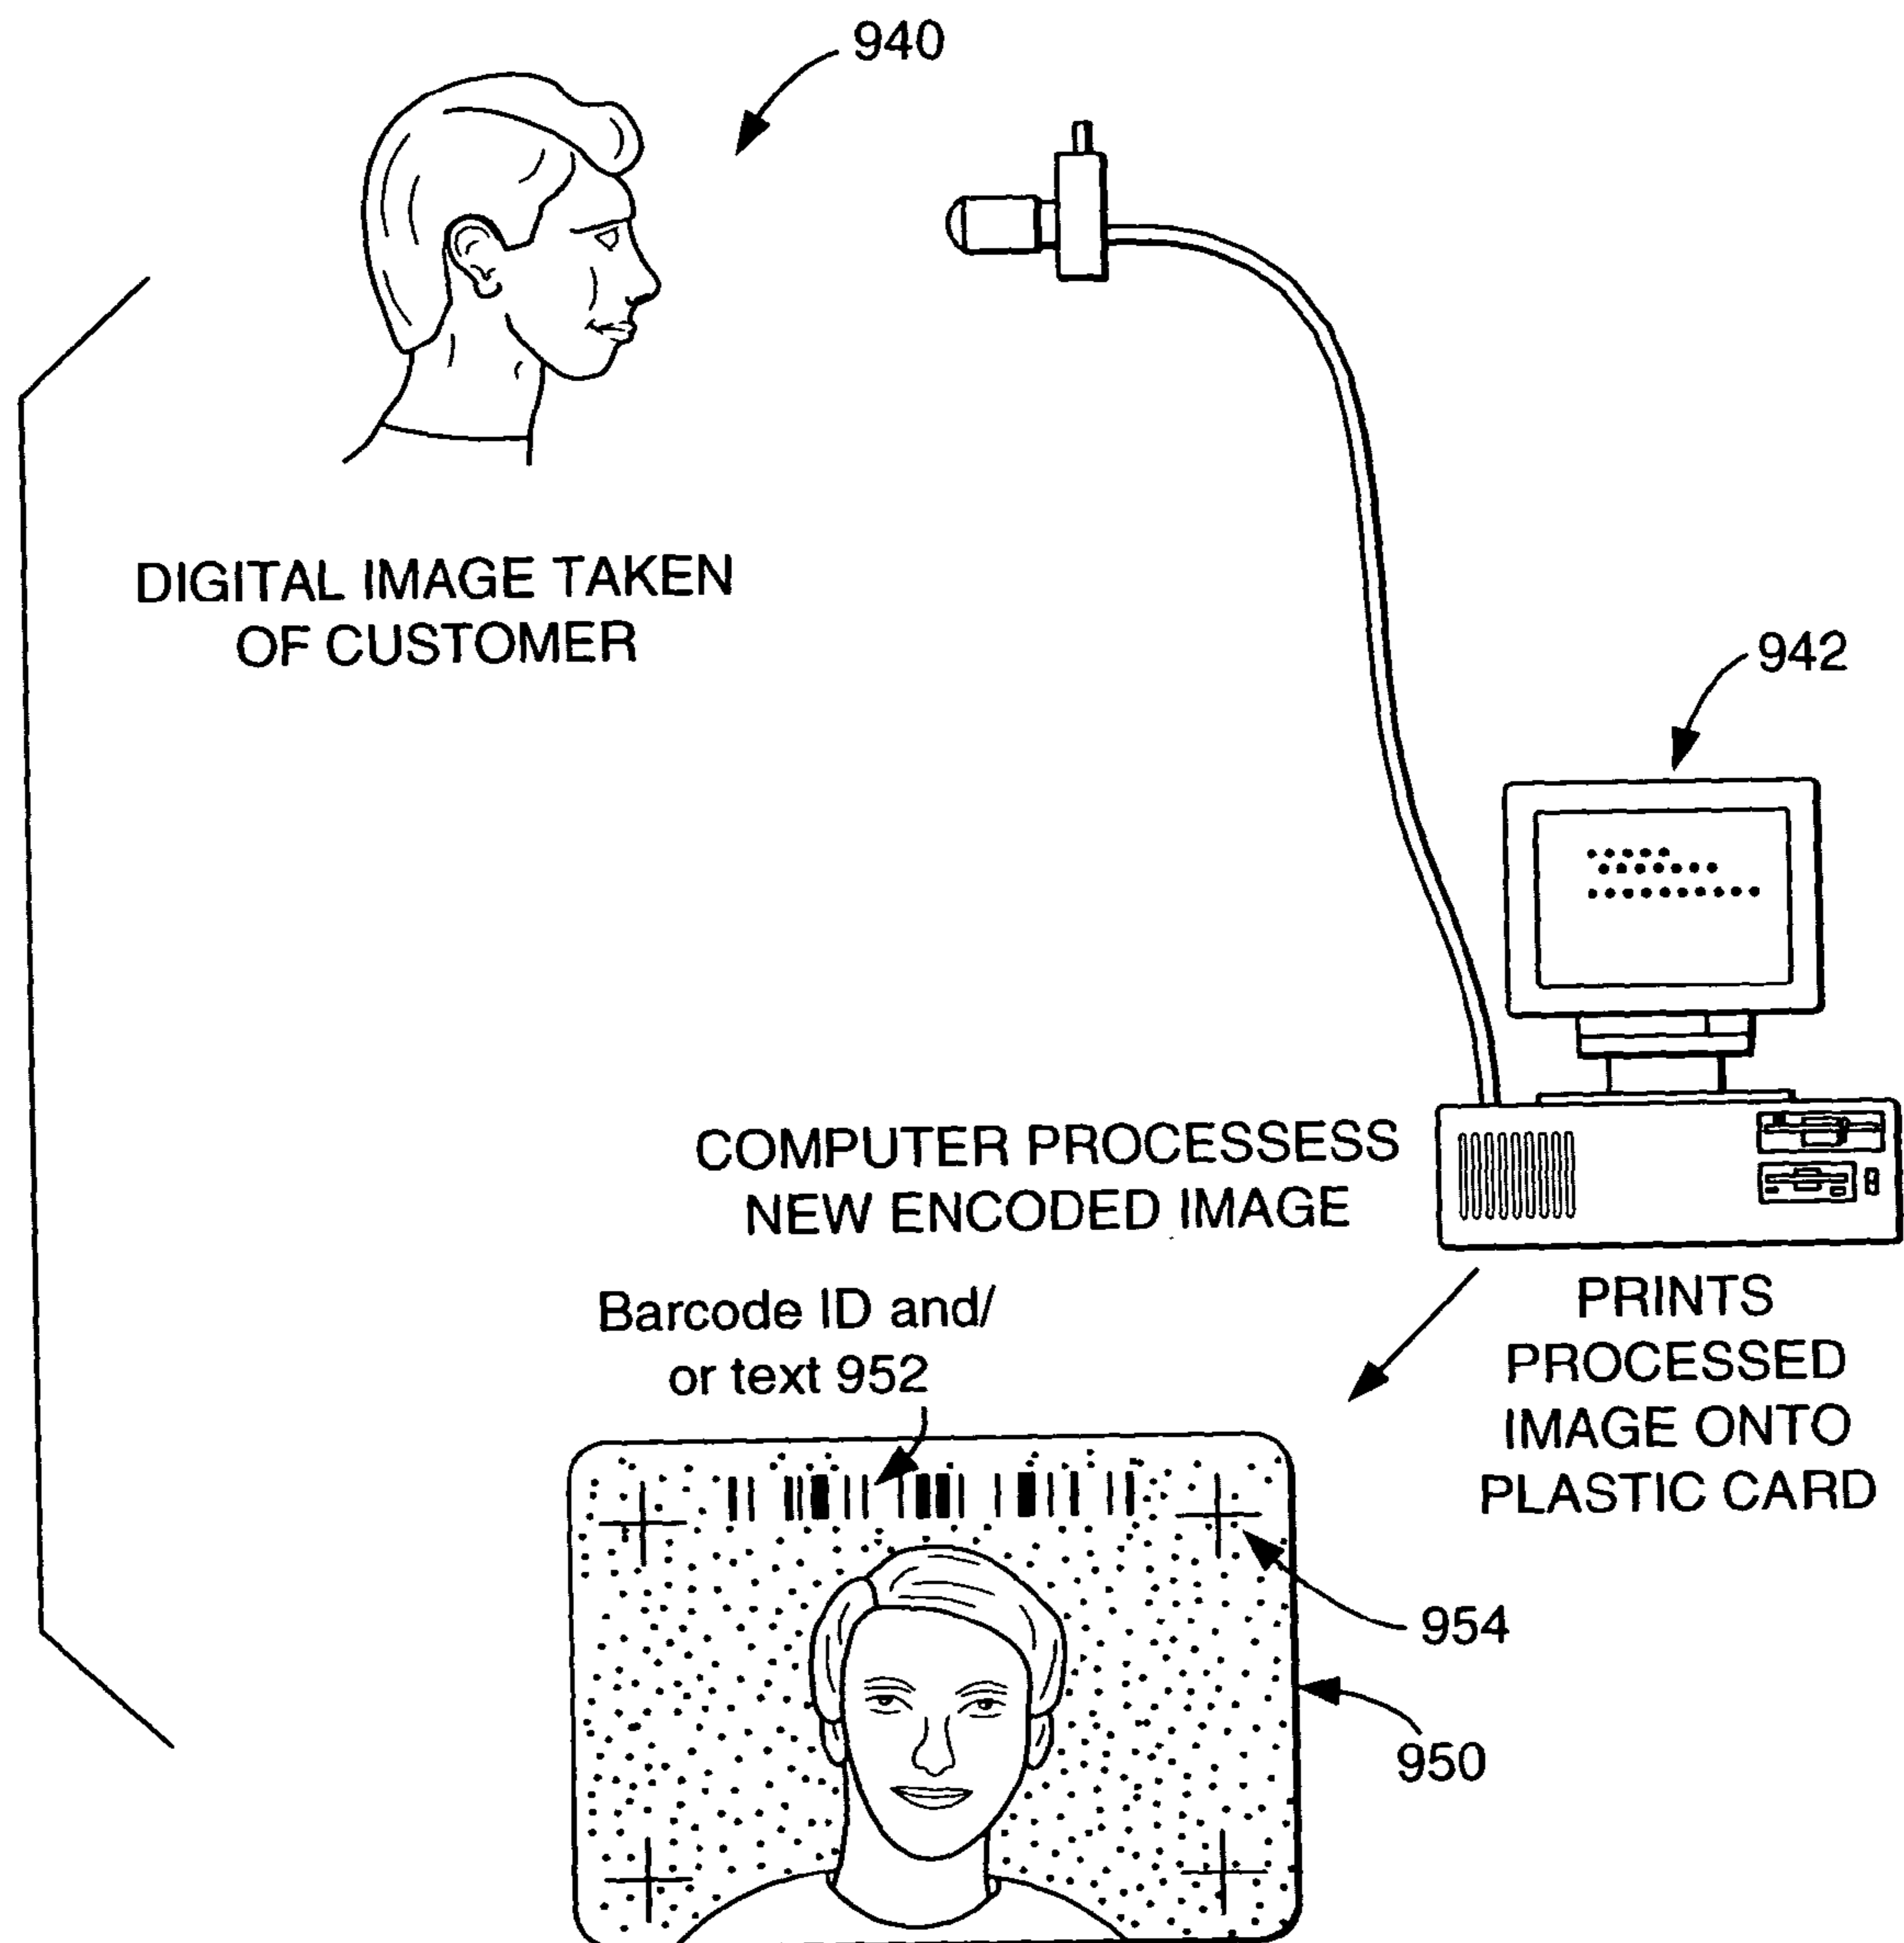 940
DIGITAL IMAGE TAKEN
OF CUSTOMER
942
COMPUTER PROCESSESS
NEW ENCODED IMAGE
Barcode ID and/
or text 952
PRINTS
PROCESSED
IMAGE ONTO
PLASTIC CARD
954
950